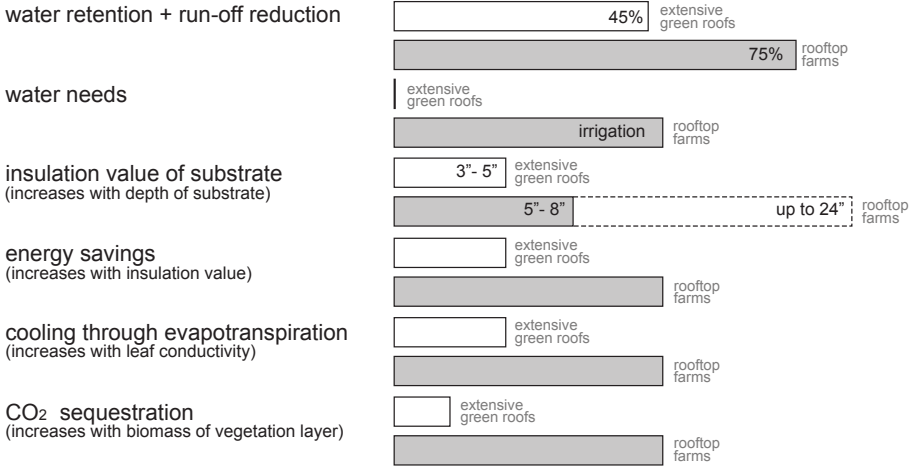 water retention + run-off reduction
45%
extensive
green roofs
75%
rooftop
farms
water needs
extensive
green roofs
irrigation
rooftop
farms
insulation value of substrate
(increases with depth of substrate)
3”- 5”
extensive
green roofs
5”- 8”
up to 24”
rooftop
farms
energy savings
(increases with insulation value)
extensive
green roofs
rooftop
farms
cooling through evapotranspiration
(increases with leaf conductivity)
extensive
green roofs
rooftop
farms
CO2 sequestration
(increases with biomass of vegetation layer)
extensive
green roofs
rooftop
farms